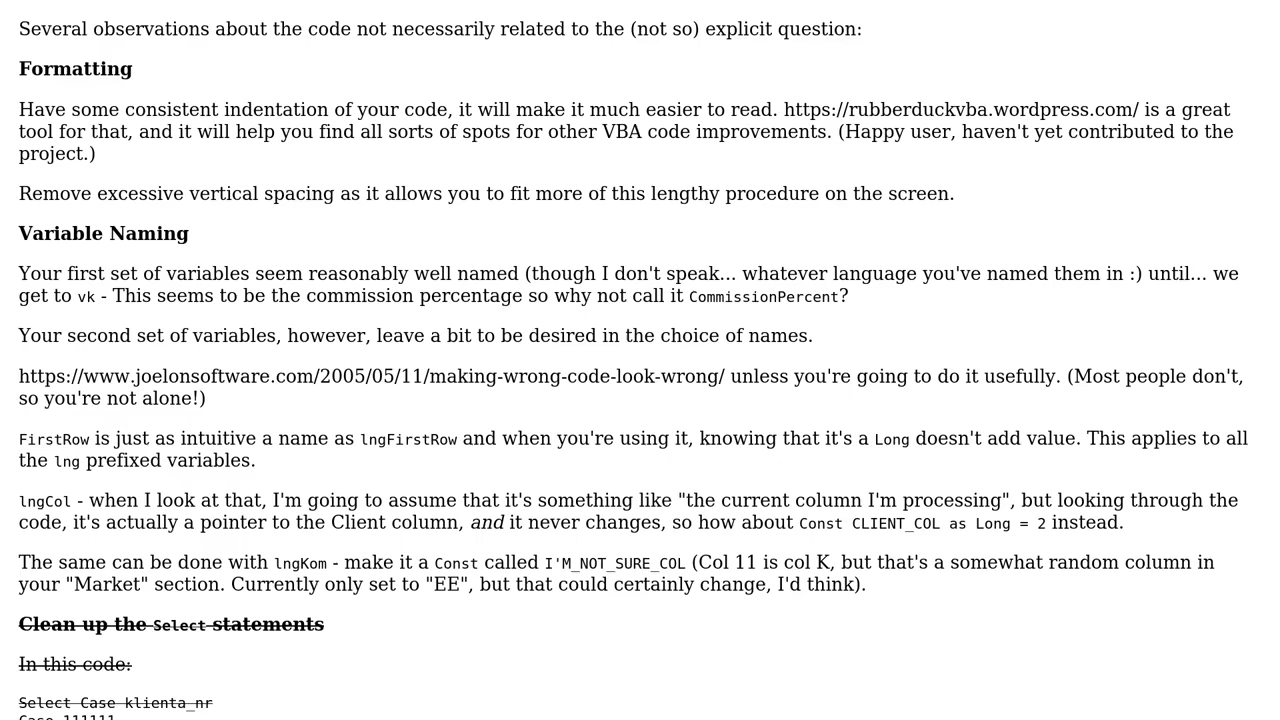 Several observations about the code not necessarily related to the (not so) explicit question:
Formatting
Have some consistent indentation of your code, it will make it much easier to read. https://rubberduckvba.wordpress.com/ is a great
tool for that, and it will help you find all sorts of spots for other VBA code improvements. (Happy user, haven't yet contributed to the
project.)
Remove excessive vertical spacing as it allows you to fit more of this lengthy procedure on the screen.
Variable Naming
Your first set of variables seem reasonably well named (though I don't speak... whatever language you've named them in :) until... we
get to vk - This seems to be the commission percentage so why not call it CommissionPercent?
Your second set of variables, however, leave a bit to be desired in the choice of names.
https://www.joelonsoftware.com/2005/05/11/making-wrong-code-look-wrong/ unless you're going to do it usefully. (Most people don't,
so you're not alone!)
FirstRow is just as intuitive a name as lngFirstRow and when you're using it, knowing that it's a Long doesn't add value. This applies to all
the lng prefixed variables.
lngCol - when I look at that, I'm going to assume that it's something like "the current column I'm processing", but looking through the
code, it's actually a pointer to the Client column, and it never changes, so how about Const CLIENT_COL as Long = 2 instead.
The same can be done with lngKom - make it a Const called I'M_NOT_SURE_COL (Col 11 is col K, but that's a somewhat random column in
your "Market" section. Currently only set to "EE", but that could certainly change, I'd think).
Clean up the Select statements
In this code:
Select Case klienta_nr
Case 111111